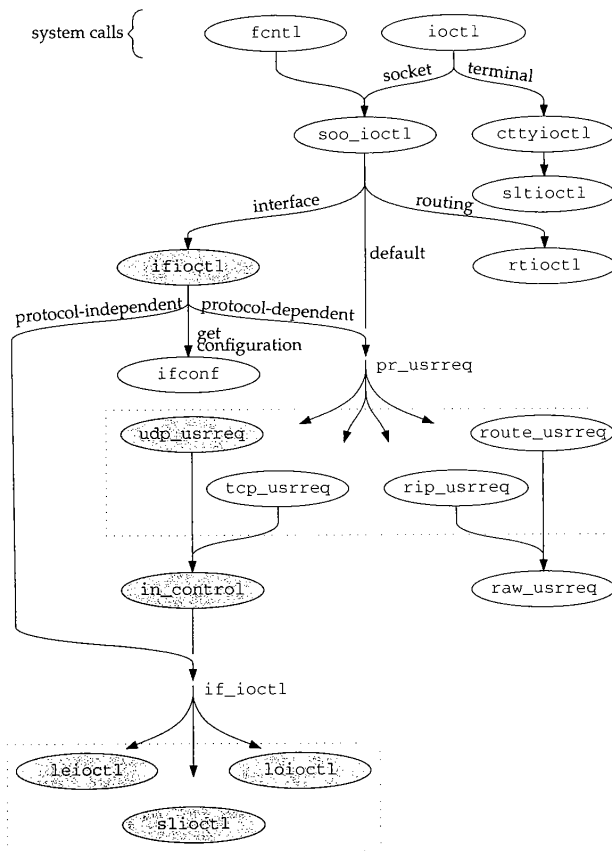 system calls
fcntl
ioctl
socket
terminal
soo_ioctl
cttyioctl
sltioctl
interface
routing
default
ifioctl
rtioctl
protocol-independent
protocol-dependent
get
configuration
ifconf
pr_usrreq
udp_usrreq
route_usrreq
tcp_usrreq
rip_usrreq
in_control
raw_usrreq
if_ioctl
leioctl
loioctl
slioctl